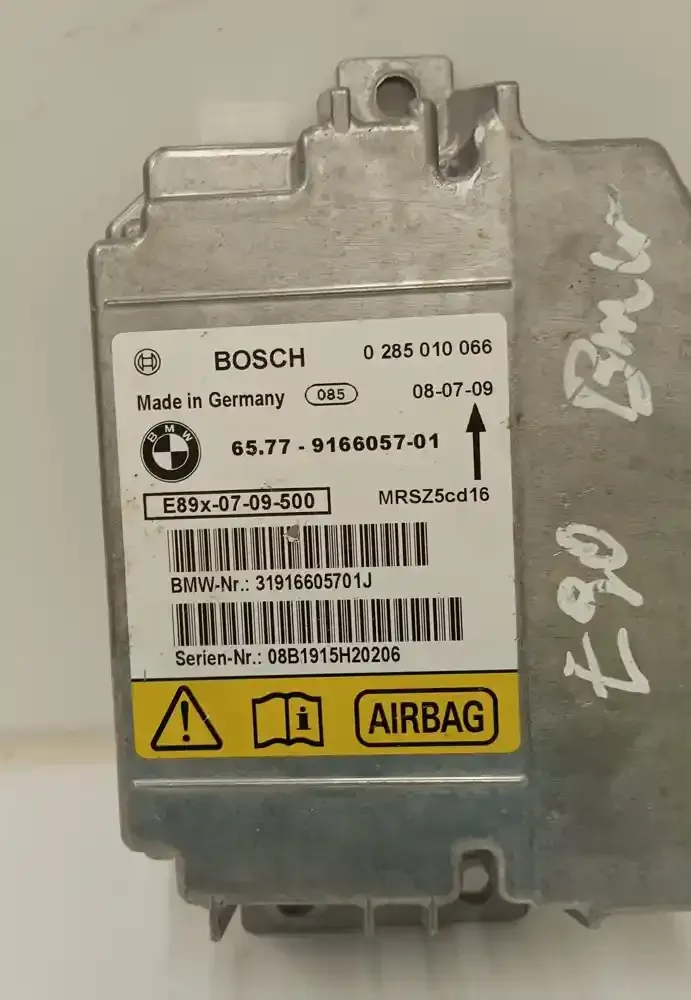 BOSCH 0 285 010 066
Made in Germany 085 08-07-09
BMW
65.77 - 9166057-01
E89x-07-09-500 MRSZ5cd16
BMW-Nr.: 31916605701J
Serien-Nr.: 08B1915H20206
AIRBAG
Bmw
E90